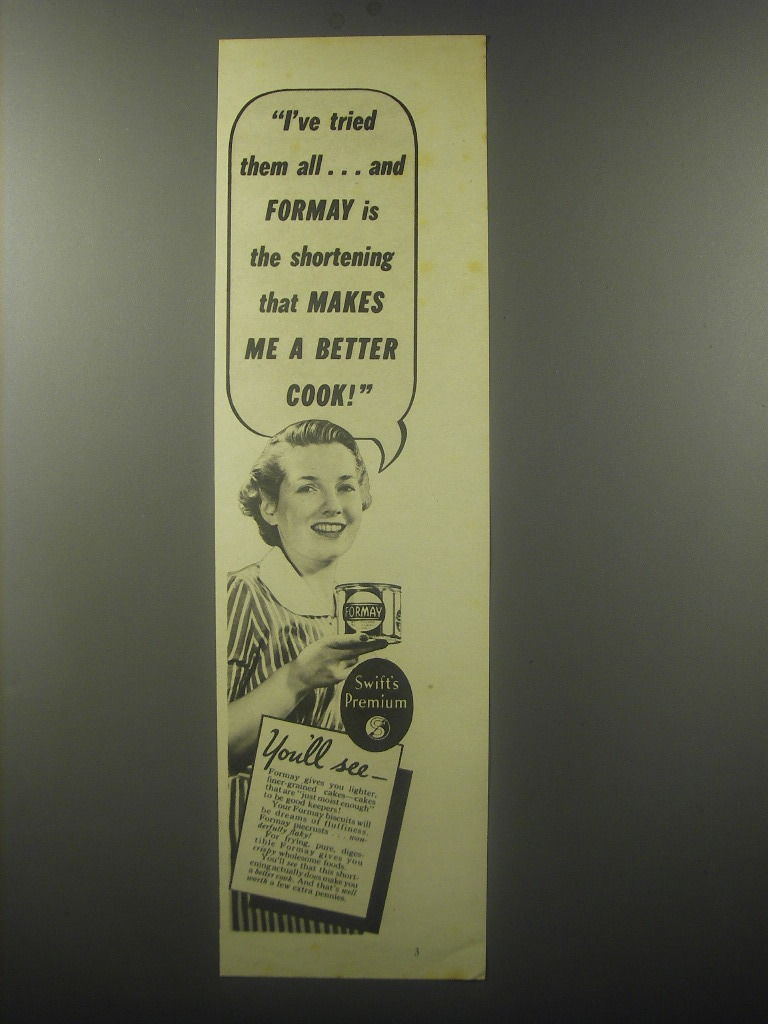 "I've tried
them all . . . and
FORMAY is
the shortening
that MAKES
ME A BETTER
COOK!"
FORMAY
Swift's
Premium
S
You'll see—
Formay gives you lighter,
finer-grained cakes—cakes
that are "just moist enough"
to be good keepers!
Your Formay biscuits will
be dreams of fluffiness.
Formay piecrusts . . . won-
derfully flaky!
For frying, pure, diges-
tible Formay gives you
crispy wholesome foods.
You'll see that this short-
ening actually does make you
a better cook. And that's well
worth a few extra pennies.
3